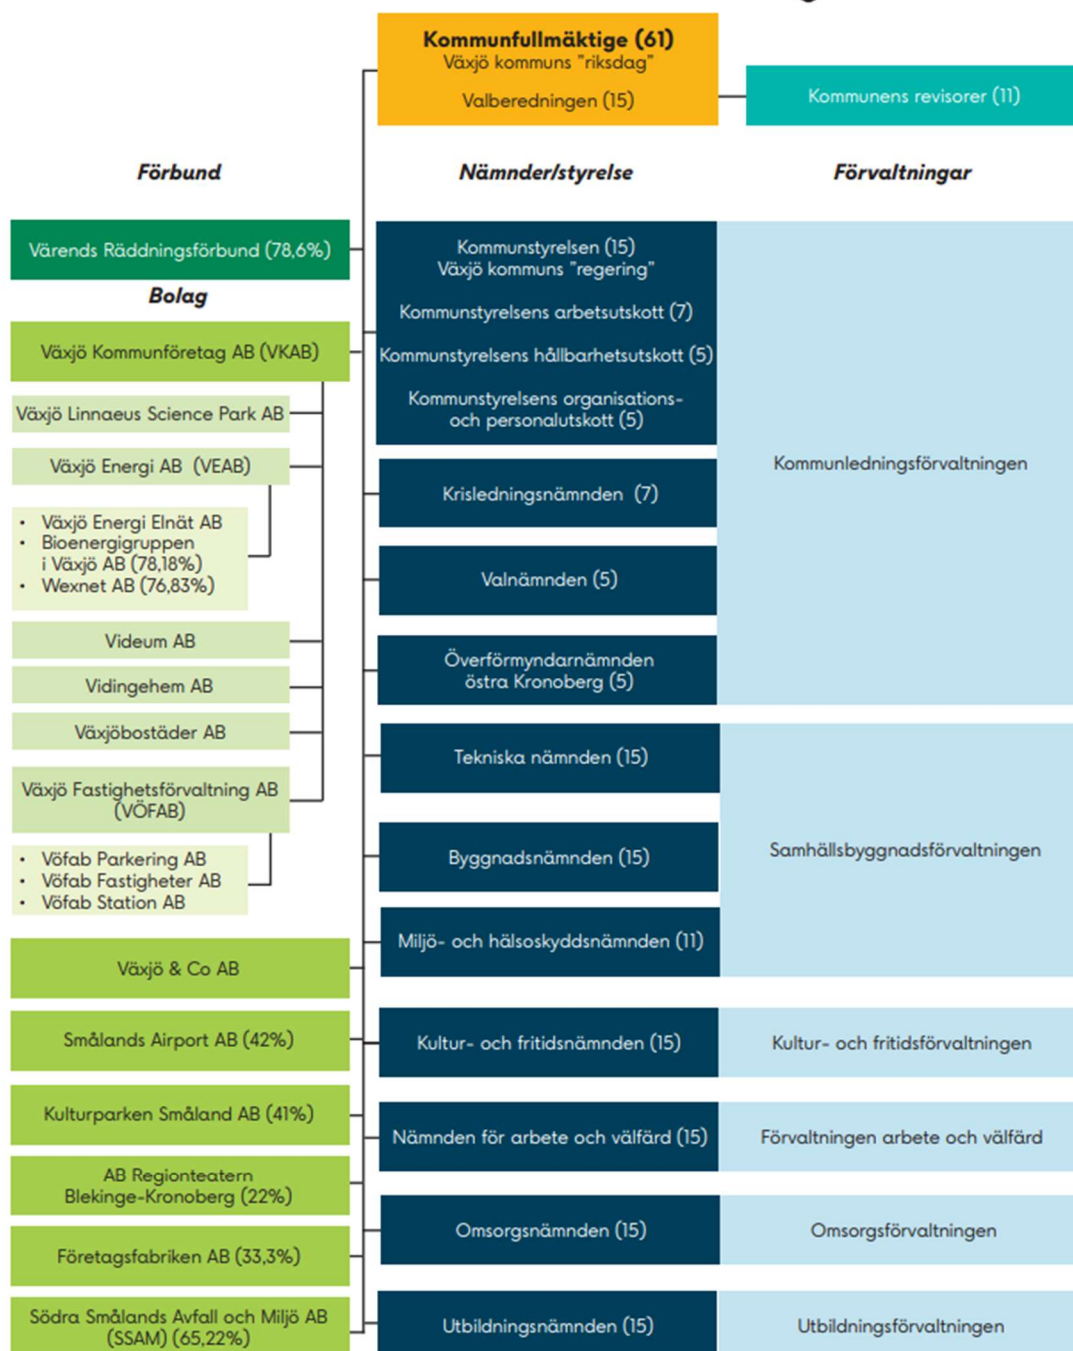 Kommunfullmäktige (61)
Växjö kommuns "riksdag"
Valberedningen (15)
Kommunens revisorer (11)
Förbund
Nämnder/styrelse
Förvaltningar
Värends Räddningsförbund (78,6%)
Bolag
Växjö Kommunföretag AB (VKAB)
Växjö Linnaeus Science Park AB
Växjö Energi AB (VEAB)
• Växjö Energi Elnät AB
• Bioenergigruppen
i Växjö AB (78,18%)
• Wexnet AB (76,83%)
Videum AB
Vidingehem AB
Växjöbostäder AB
Växjö Fastighetsförvaltning AB
(VÖFAB)
• Vöfab Parkering AB
• Vöfab Fastigheter AB
• Vöfab Station AB
Växjö & Co AB
Smålands Airport AB (42%)
Kulturparken Småland AB (41%)
AB Regionteatern
Blekinge-Kronoberg (22%)
Företagsfabriken AB (33,3%)
Södra Smålands Avfall och Miljö AB
(SSAM) (65,22%)
Kommunstyrelsen (15)
Växjö kommuns "regering"
Kommunstyrelsens arbetsutskott (7)
Kommunstyrelsens hållbarhetsutskott (5)
Kommunstyrelsens organisations-
och personalutskott (5)
Krisledningsnämnden (7)
Valnämnden (5)
Överförmyndarnämnden
östra Kronoberg (5)
Tekniska nämnden (15)
Byggnadsnämnden (15)
Miljö- och hälsoskyddsnämnden (11)
Kultur- och fritidsnämnden (15)
Nämnden för arbete och välfärd (15)
Omsorgsnämnden (15)
Utbildningsnämnden (15)
Kommunledningsförvaltningen
Samhällsbyggnadsförvaltningen
Kultur- och fritidsförvaltningen
Förvaltningen arbete och välfärd
Omsorgsförvaltningen
Utbildningsförvaltningen